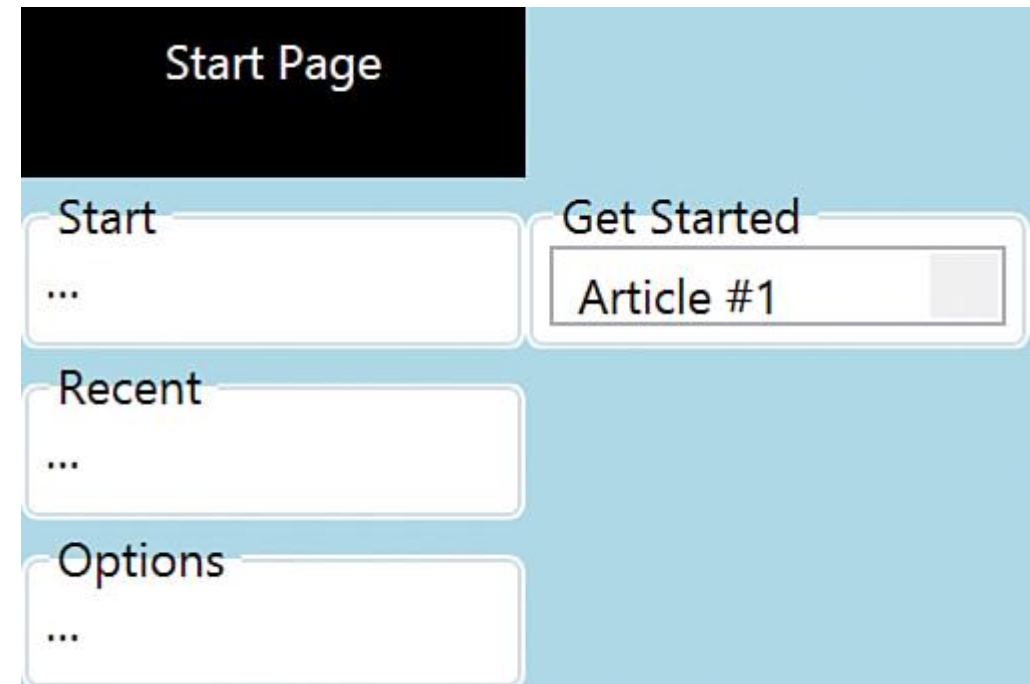 Start Page
Start
...
Get Started
Article #1
Recent
...
Options
...